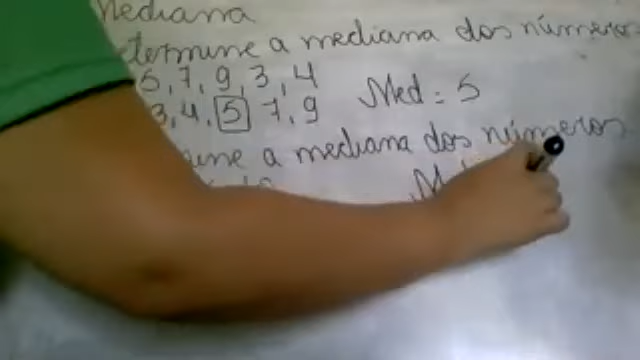 Mediana
termine a mediana dos números
5, 7, 9, 3, 4 Med = 5
3, 4, 5 7, 9
mine a mediana dos números
M